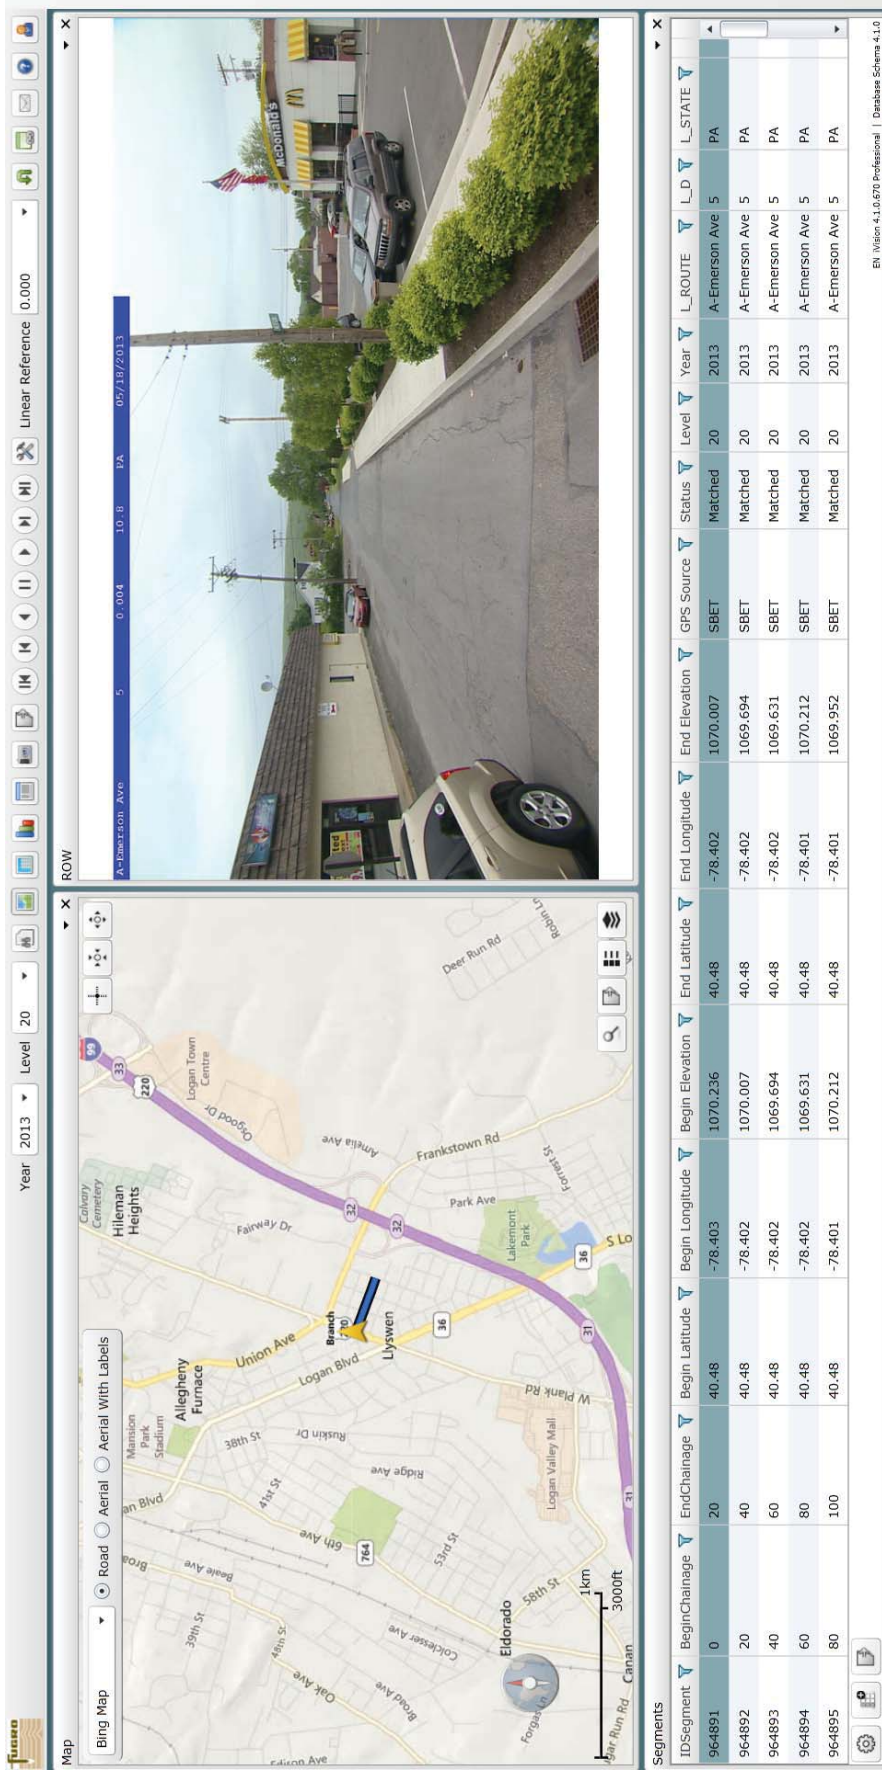 fugro
Year 2013 Level 20 Linear Reference 0.000
Map
Bing Map Road Aerial Aerial With Labels
Calvary
Cemetery
Hileman
Heights
99
33
220
Logan Town
Centre
Osgood Dr
Fairway Dr
Amelia Ave
Mansion
Park
Stadium
Allegheny
Furnace
Union Ave
Logan Blvd
an Blvd
38th St
39th St
41st St
Ruskin Dr
Ridge Ave
Beale Ave
6th Ave
48th St
764
53rd St
Oak Ave
Broad Ave
Colclesser Ave
Edison Ave
Branch
Llyswen
36
32
32
Frankstown Rd
Park Ave
Forrest St
Deer Run Rd
Robin Ln
Lakemont
Park
36
S Lo
31
31
W Plank Rd
Logan Valley Mall
58th St
Eldorado
Forgas Ln
Canan
1km
3000ft
ROW
A-Emerson Ave 5 0.004 10.8 PA 05/18/2013
McDonald's
Segments
IDSegment BeginChainage EndChainage Begin Latitude Begin Longitude Begin Elevation End Latitude End Longitude End Elevation GPS Source Status Level Year L_ROUTE L_D L_STATE
964891 0 20 40.48 -78.403 1070.236 40.48 -78.402 1070.007 SBET Matched 20 2013 A-Emerson Ave 5 PA
964892 20 40 40.48 -78.402 1070.007 40.48 -78.402 1069.694 SBET Matched 20 2013 A-Emerson Ave 5 PA
964893 40 60 40.48 -78.402 1069.694 40.48 -78.402 1069.631 SBET Matched 20 2013 A-Emerson Ave 5 PA
964894 60 80 40.48 -78.402 1069.631 40.48 -78.401 1070.212 SBET Matched 20 2013 A-Emerson Ave 5 PA
964895 80 100 40.48 -78.401 1070.212 40.48 -78.401 1069.952 SBET Matched 20 2013 A-Emerson Ave 5 PA
EN iVision 4.1.0.670 Professional | Database Schema 4.1.0